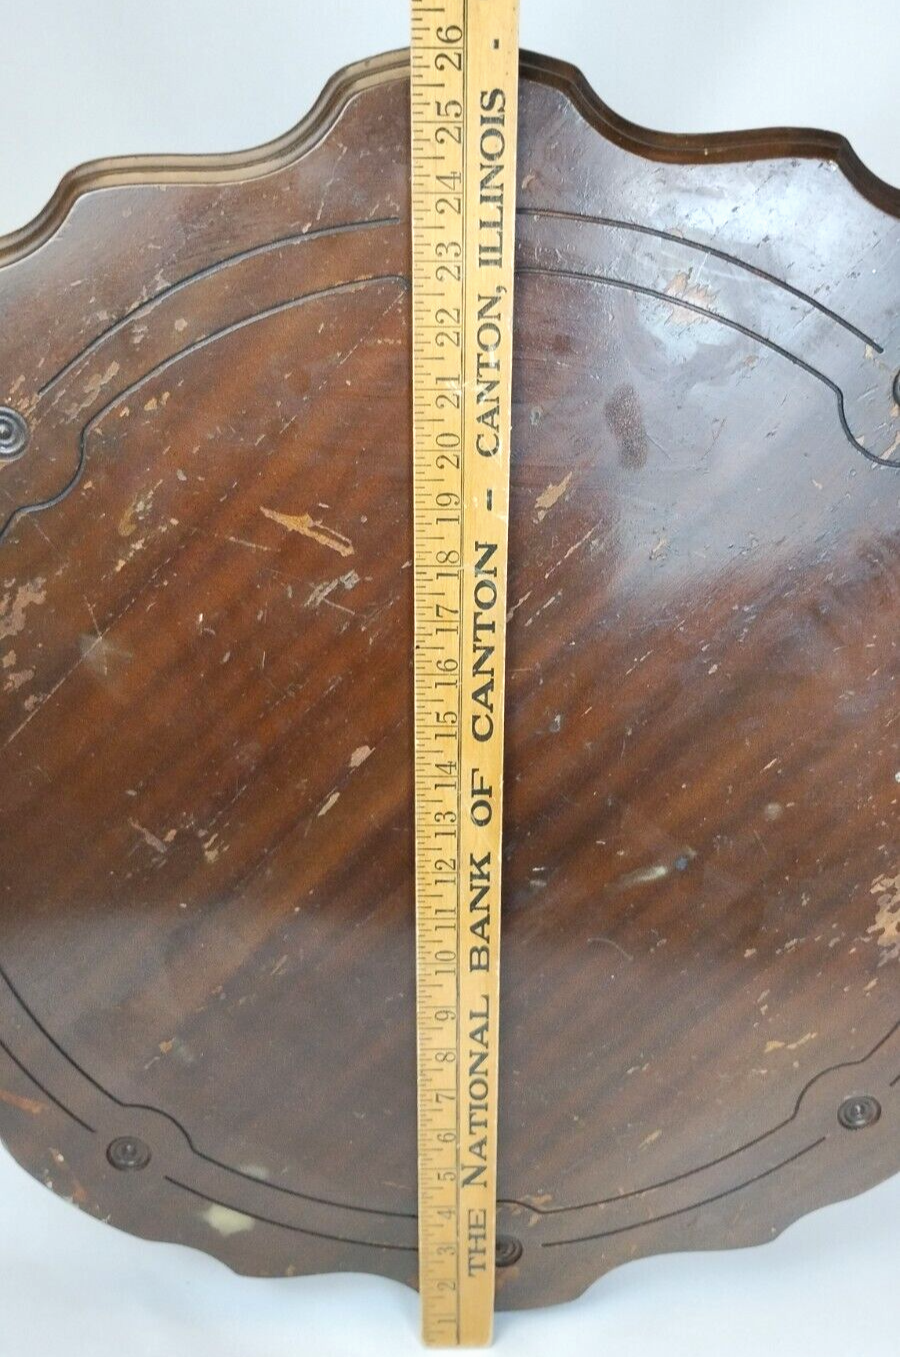 THE NATIONAL BANK OF CANTON - CANTON, ILLINOIS -
1 2 3 4 5 6 7 8 9 10 11 12 13 14 15 16 17 18 19 20 21 22 23 24 25 26